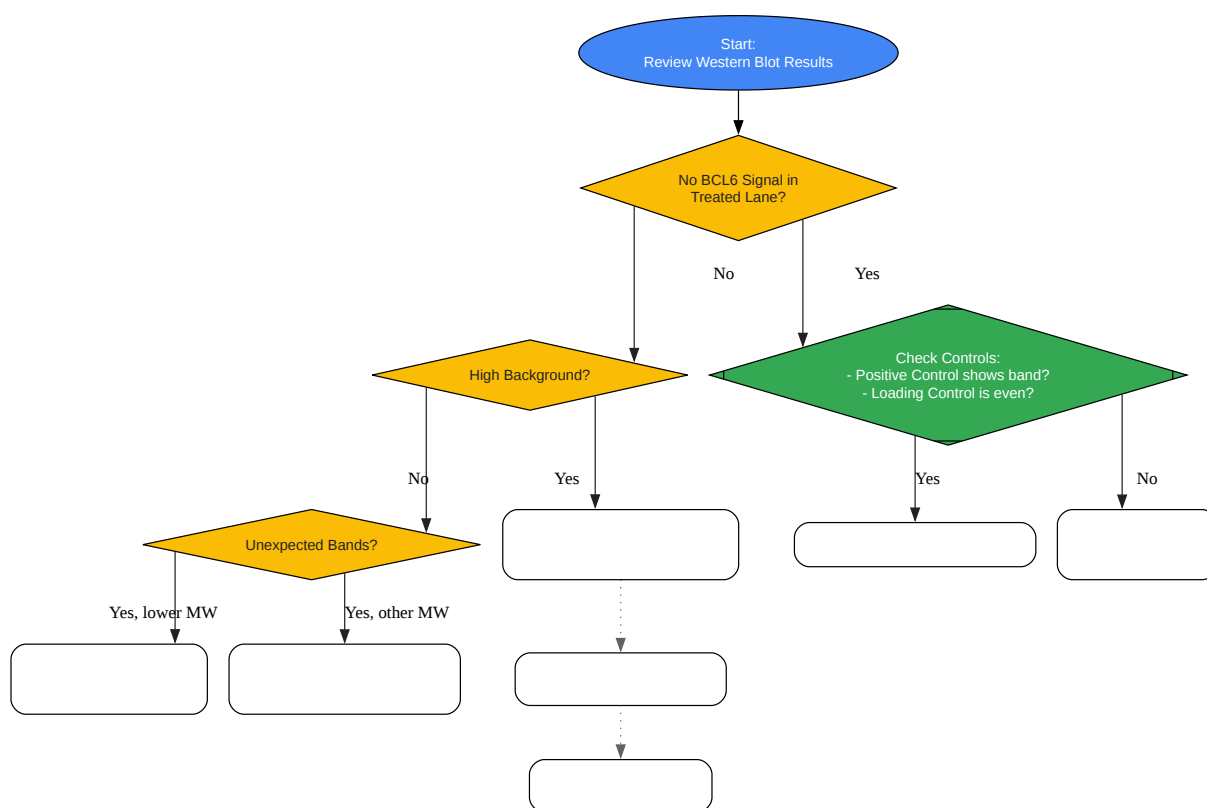 Start:
Review Western Blot Results
No BCL6 Signal in
Treated Lane?
No
Yes
High Background?
Check Controls:
- Positive Control shows band?
- Loading Control is even?
No
Yes
Yes
No
Unexpected Bands?
Yes, lower MW
Yes, other MW